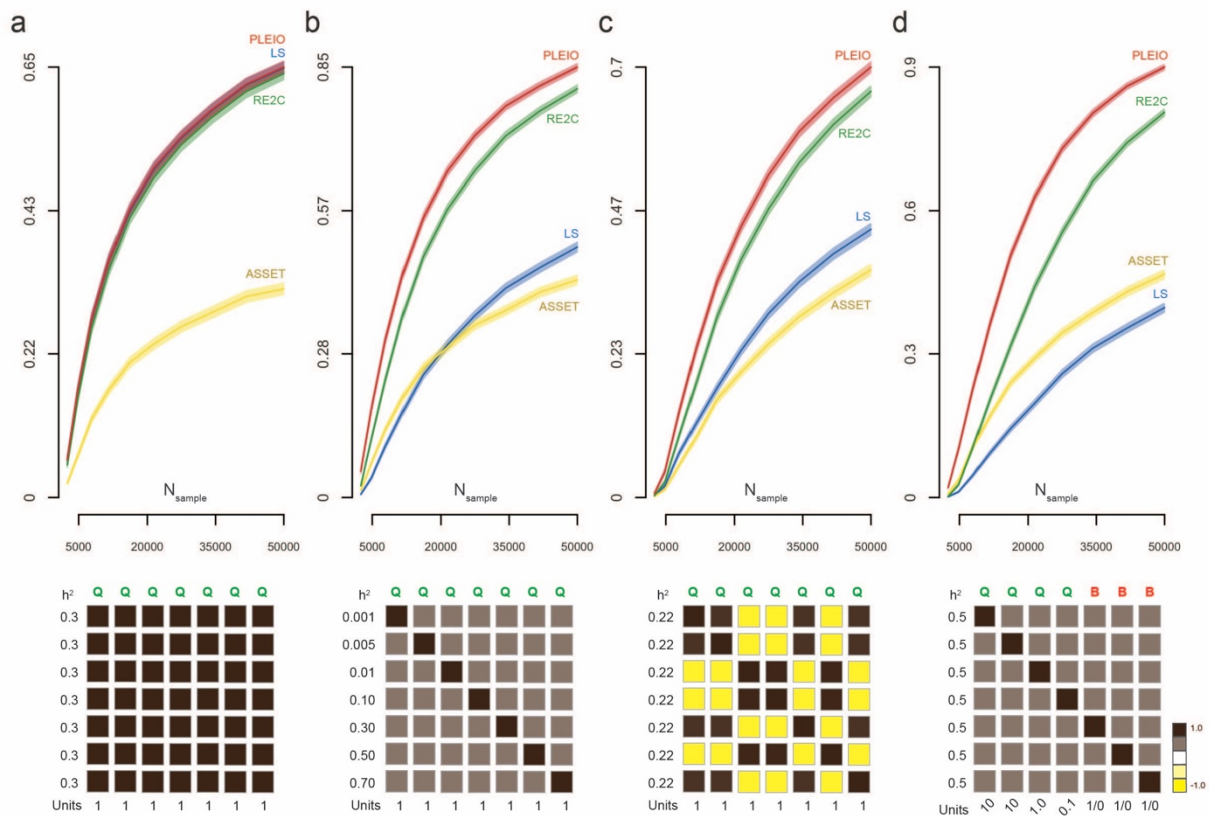 a
PLEIO
LS
RE2C
ASSET
0.65
0.43
0.22
0
N sample
5000 20000 35000 50000
h²
Q Q Q Q Q Q Q
0.3
0.3
0.3
0.3
0.3
0.3
0.3
Units 1 1 1 1 1 1 1
b
PLEIO
RE2C
LS
ASSET
0.85
0.57
0.28
0
N sample
5000 20000 35000 50000
h²
Q Q Q Q Q Q Q
0.001
0.005
0.01
0.10
0.30
0.50
0.70
Units 1 1 1 1 1 1 1
c
PLEIO
RE2C
LS
ASSET
0.7
0.47
0.23
0
N sample
5000 20000 35000 50000
h²
Q Q Q Q Q Q Q
0.22
0.22
0.22
0.22
0.22
0.22
0.22
Units 1 1 1 1 1 1 1
d
PLEIO
RE2C
ASSET
LS
0.9
0.6
0.3
0
N sample
5000 20000 35000 50000
h²
Q Q Q Q B B B
0.5
0.5
0.5
0.5
0.5
0.5
0.5
Units 10 10 1.0 0.1 1/0 1/0 1/0
1.0
-1.0